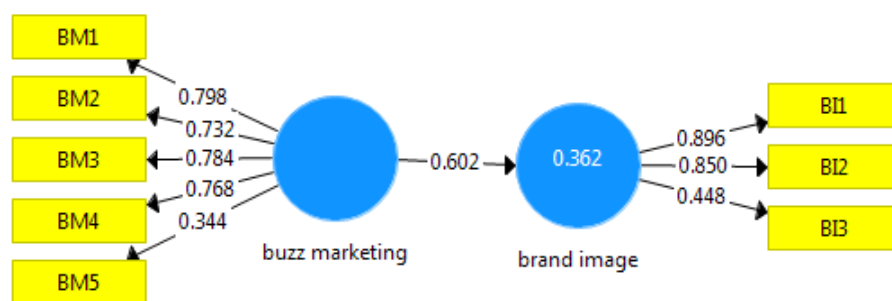 BM1
BM2
BM3
BM4
BM5
0.798
0.732
0.784
0.768
0.344
buzz marketing
0.602
0.362
brand image
0.896
0.850
0.448
BI1
BI2
BI3